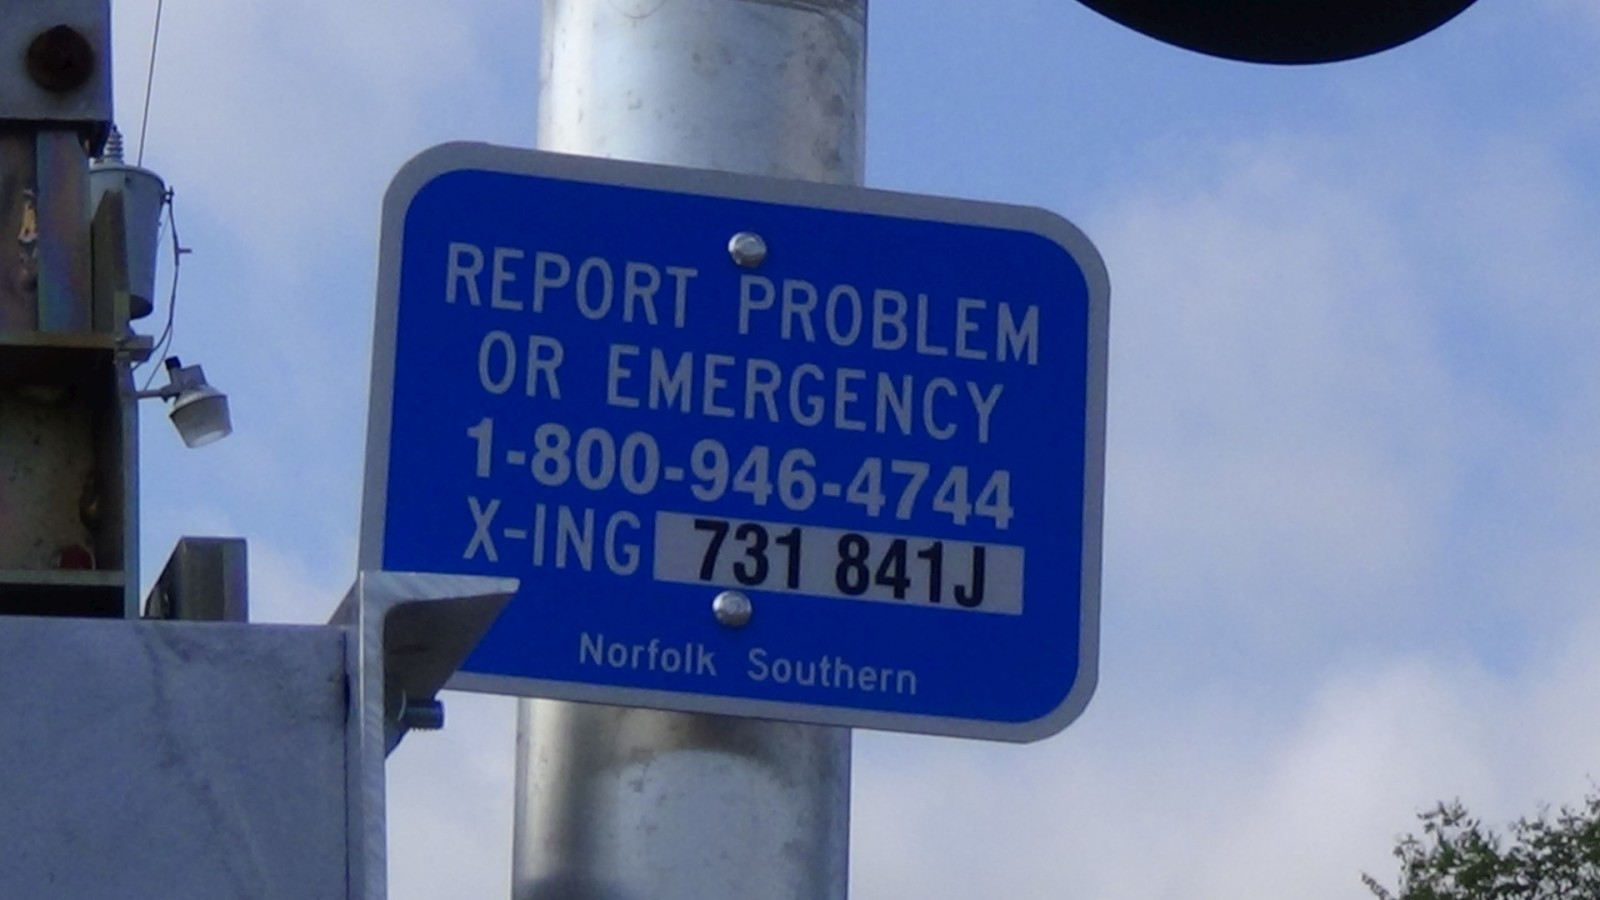 REPORT PROBLEM
OR EMERGENCY
1-800-946-4744
X-ING 731 841J
Norfolk Southern